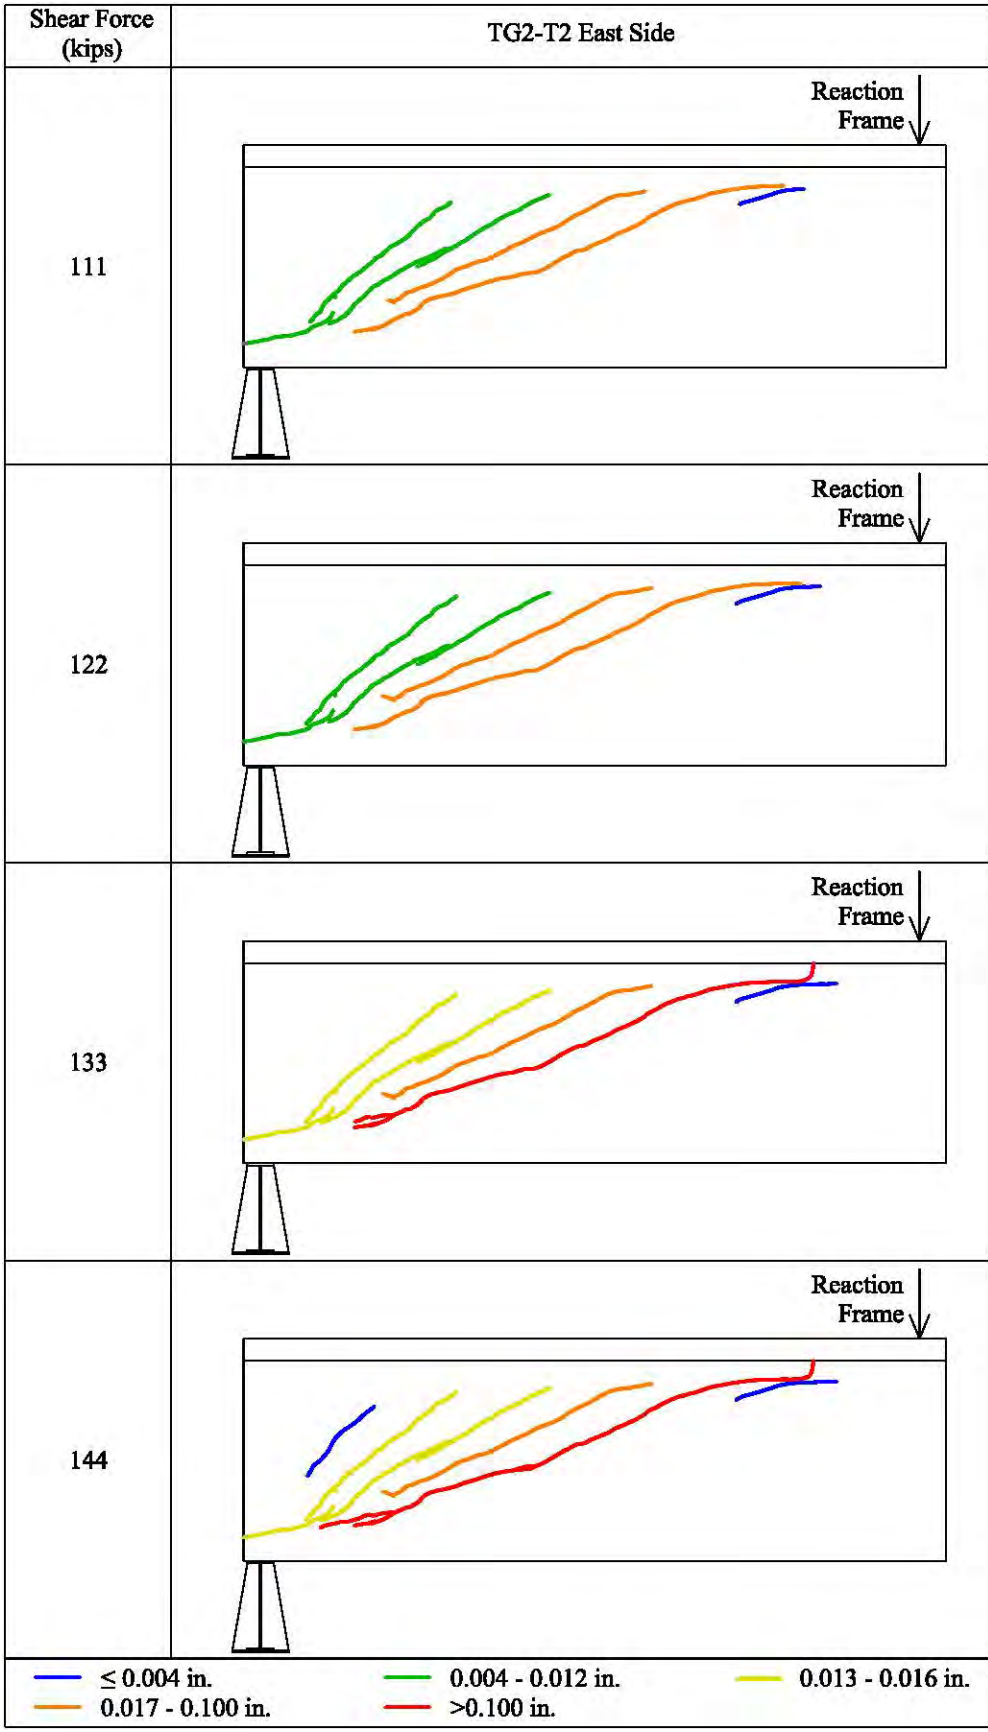 Shear Force
(kips)
TG2-T2 East Side
111
Reaction
Frame
122
Reaction
Frame
133
Reaction
Frame
144
Reaction
Frame
≤ 0.004 in.
0.004 - 0.012 in.
0.013 - 0.016 in.
0.017 - 0.100 in.
>0.100 in.